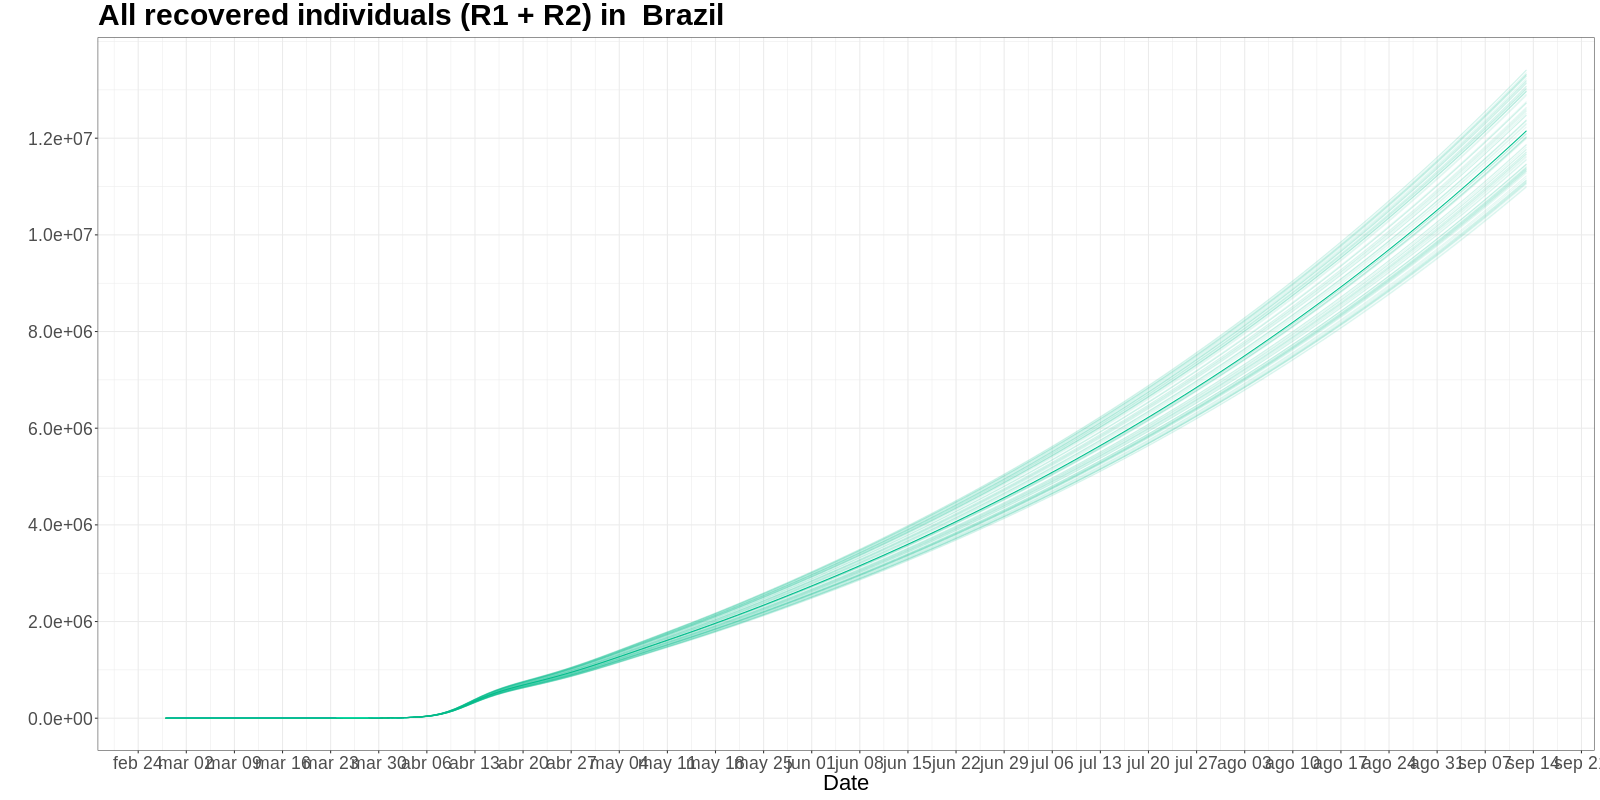 All recovered individuals (R1 + R2) in  Brazil
1.2e+07
1.0e+07
8.0e+06
6.0e+06
4.0e+06
2.0e+06
0.0e+00
feb 24 mar 02 mar 09 mar 16 mar 23 mar 30 abr 06 abr 13 abr 20 abr 27 may 04 may 11 may 18 may 25 jun 01 jun 08 jun 15 jun 22 jun 29 jul 06 jul 13 jul 20 jul 27 ago 03 ago 10 ago 17 ago 24 ago 31 sep 07 sep 14 sep 21
Date